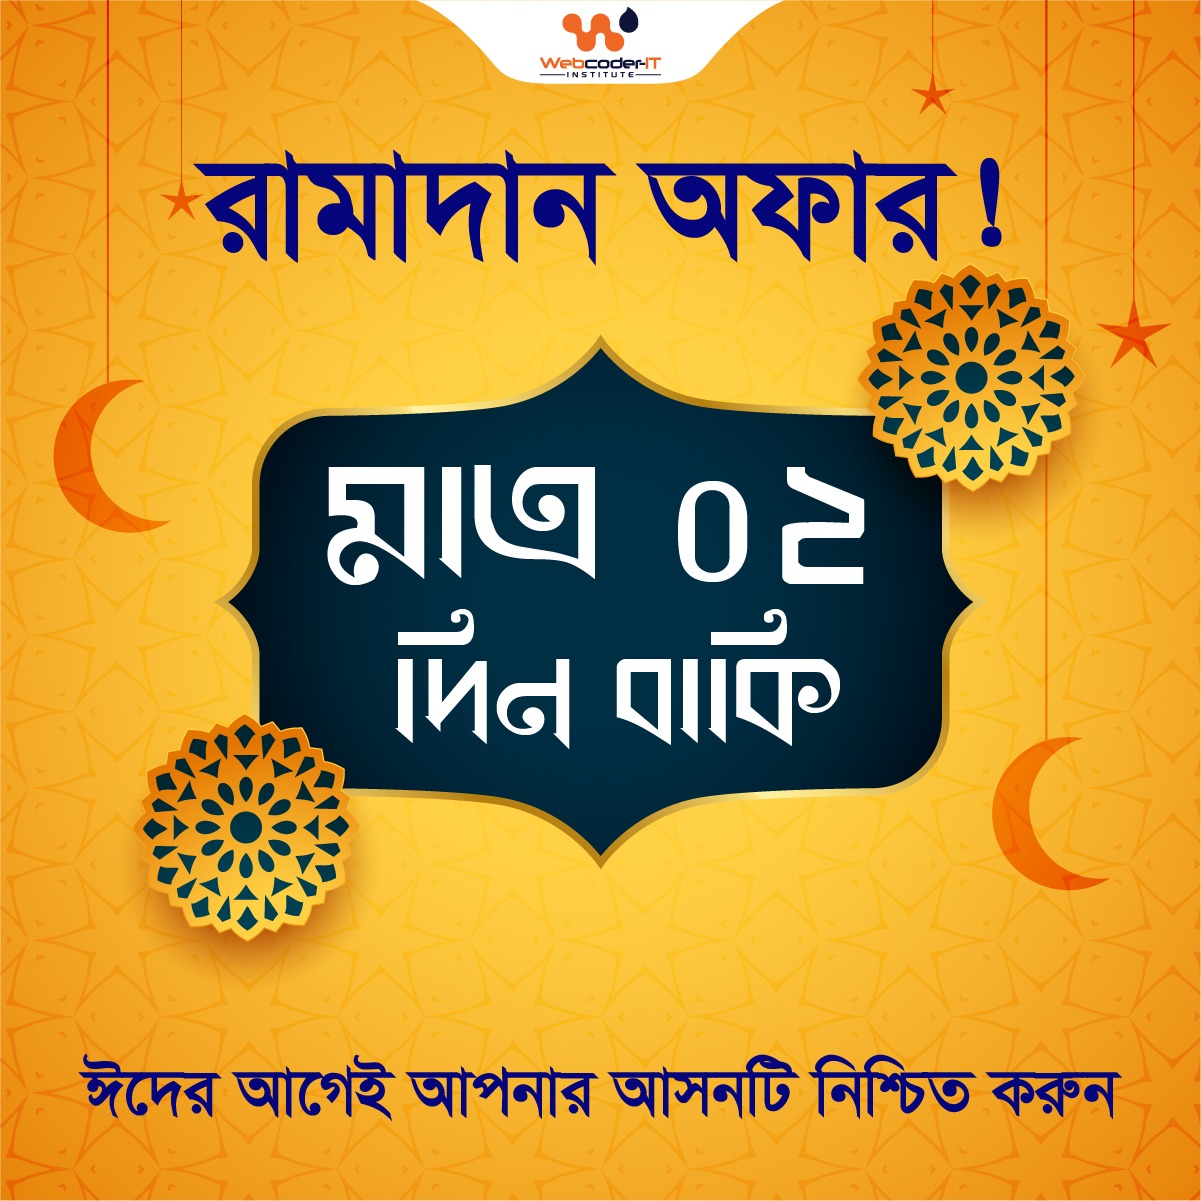 Webcoder-IT
INSTITUTE
রামাদান অফার!
মাত্র ০২
দিন বাকি
ঈদের আগেই আপনার আসনটি নিশ্চিত করুন